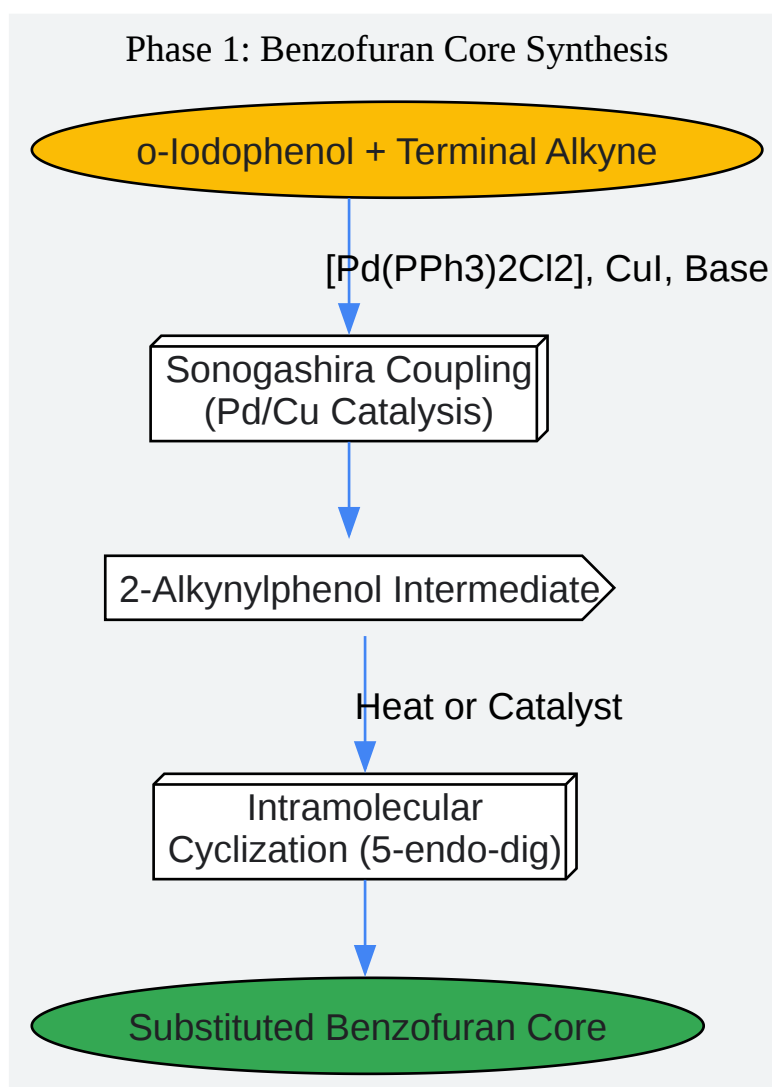 Phase 1: Benzofuran Core Synthesis
o-Iodophenol + Terminal Alkyne
[Pd(PPh3)2Cl2], CuI, Base
Sonogashira Coupling
(Pd/Cu Catalysis)
2-Alkynylphenol Intermediate
Heat or Catalyst
Intramolecular
Cyclization (5-endo-dig)
Substituted Benzofuran Core